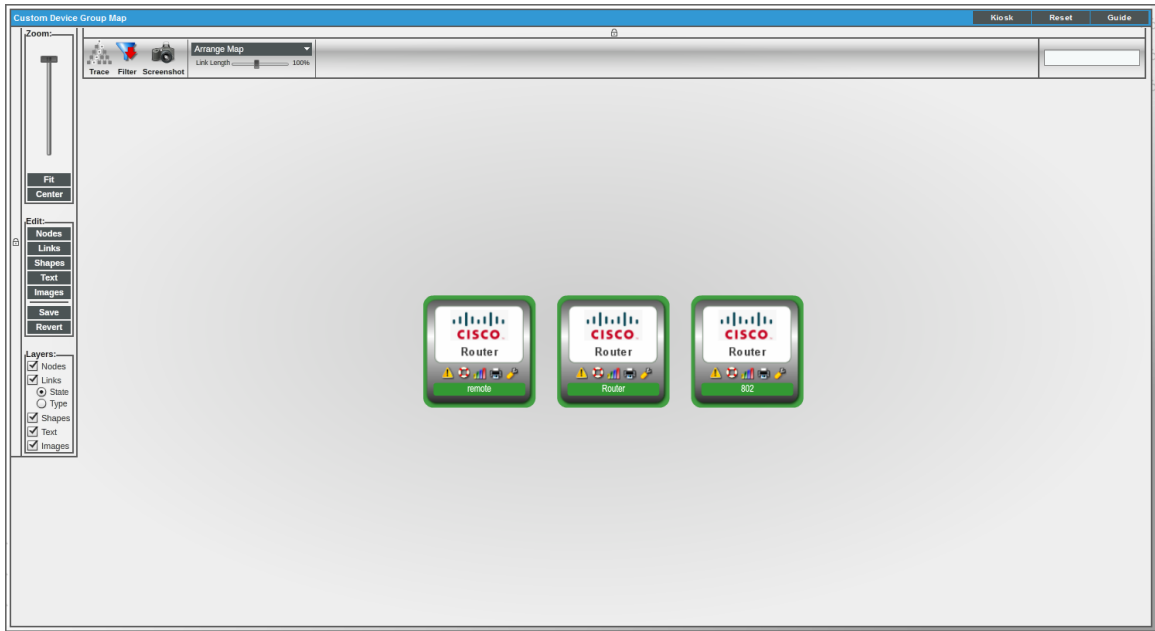 Custom Device Group Map
Kiosk
Reset
Guide
Zoom:
Fit
Center
Edit:
Nodes
Links
Shapes
Text
Images
Save
Revert
Layers:
Nodes
Links
State
Type
Shapes
Text
Images
Trace
Filter
Screenshot
Arrange Map
Link Length
100%
CISCO
Router
remote
CISCO
Router
Router
CISCO
Router
802